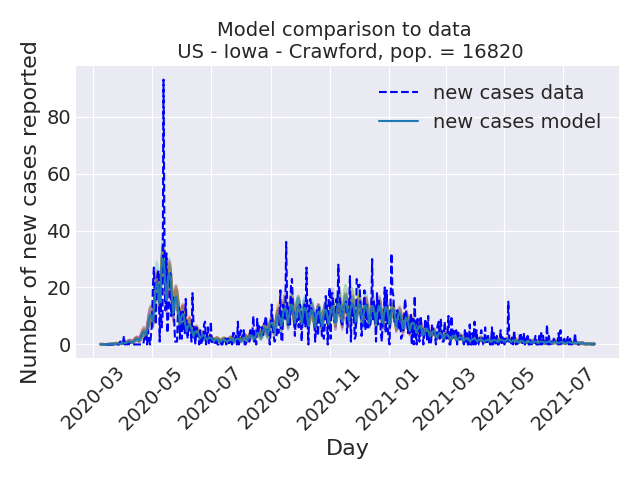 Model comparison to data
US - Iowa - Crawford, pop. = 16820
Number of new cases reported
80
60
40
20
0
new cases data
new cases model
2020-03
2020-05
2020-07
2020-09
2020-11
2021-01
2021-03
2021-05
2021-07
Day